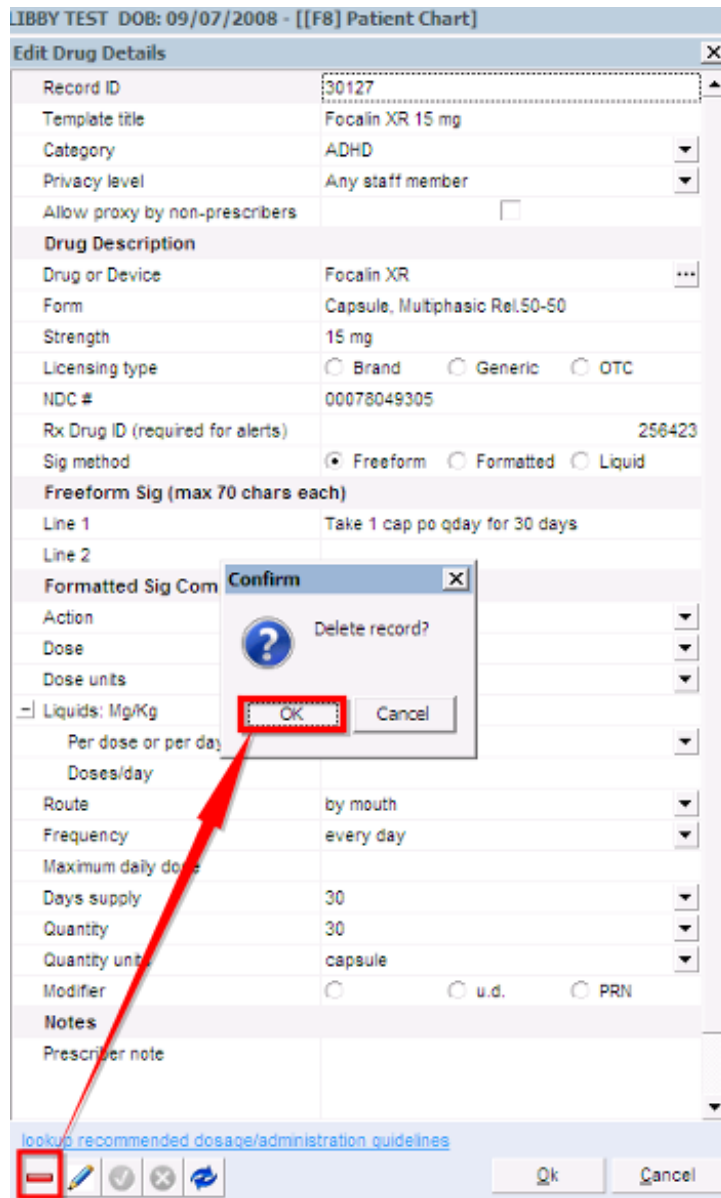 LIBBY TEST DOB: 09/07/2008 - [[F8] Patient Chart]
Edit Drug Details
Record ID 30127
Template title Focalin XR 15 mg
Category ADHD
Privacy level Any staff member
Allow proxy by non-prescribers
Drug Description
Drug or Device Focalin XR ...
Form Capsule, Multiphasic Rel.50-50
Strength 15 mg
Licensing type Brand Generic OTC
NDC # 00078049305
Rx Drug ID (required for alerts) 256423
Sig method Freeform Formatted Liquid
Freeform Sig (max 70 chars each)
Line 1 Take 1 cap po qday for 30 days
Line 2
Formatted Sig Com
Confirm
Delete record?
OK Cancel
Action
Dose
Dose units
Liquids: Mg/Kg
Per dose or per day
Doses/day
Route by mouth
Frequency every day
Maximum daily dose
Days supply 30
Quantity 30
Quantity units capsule
Modifier u.d. PRN
Notes
Prescriber note
lookup recommended dosage/administration guidelines
Ok Cancel